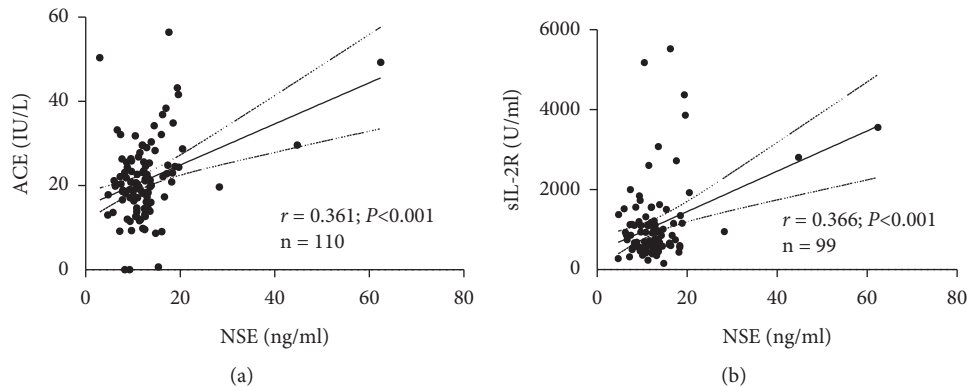 60
40
20
0
ACE (IU/L)
r = 0.361; P<0.001
n = 110
0 20 40 60 80
NSE (ng/ml)
(a)
6000
4000
2000
0
sIL-2R (U/ml)
r = 0.366; P<0.001
n = 99
0 20 40 60 80
NSE (ng/ml)
(b)